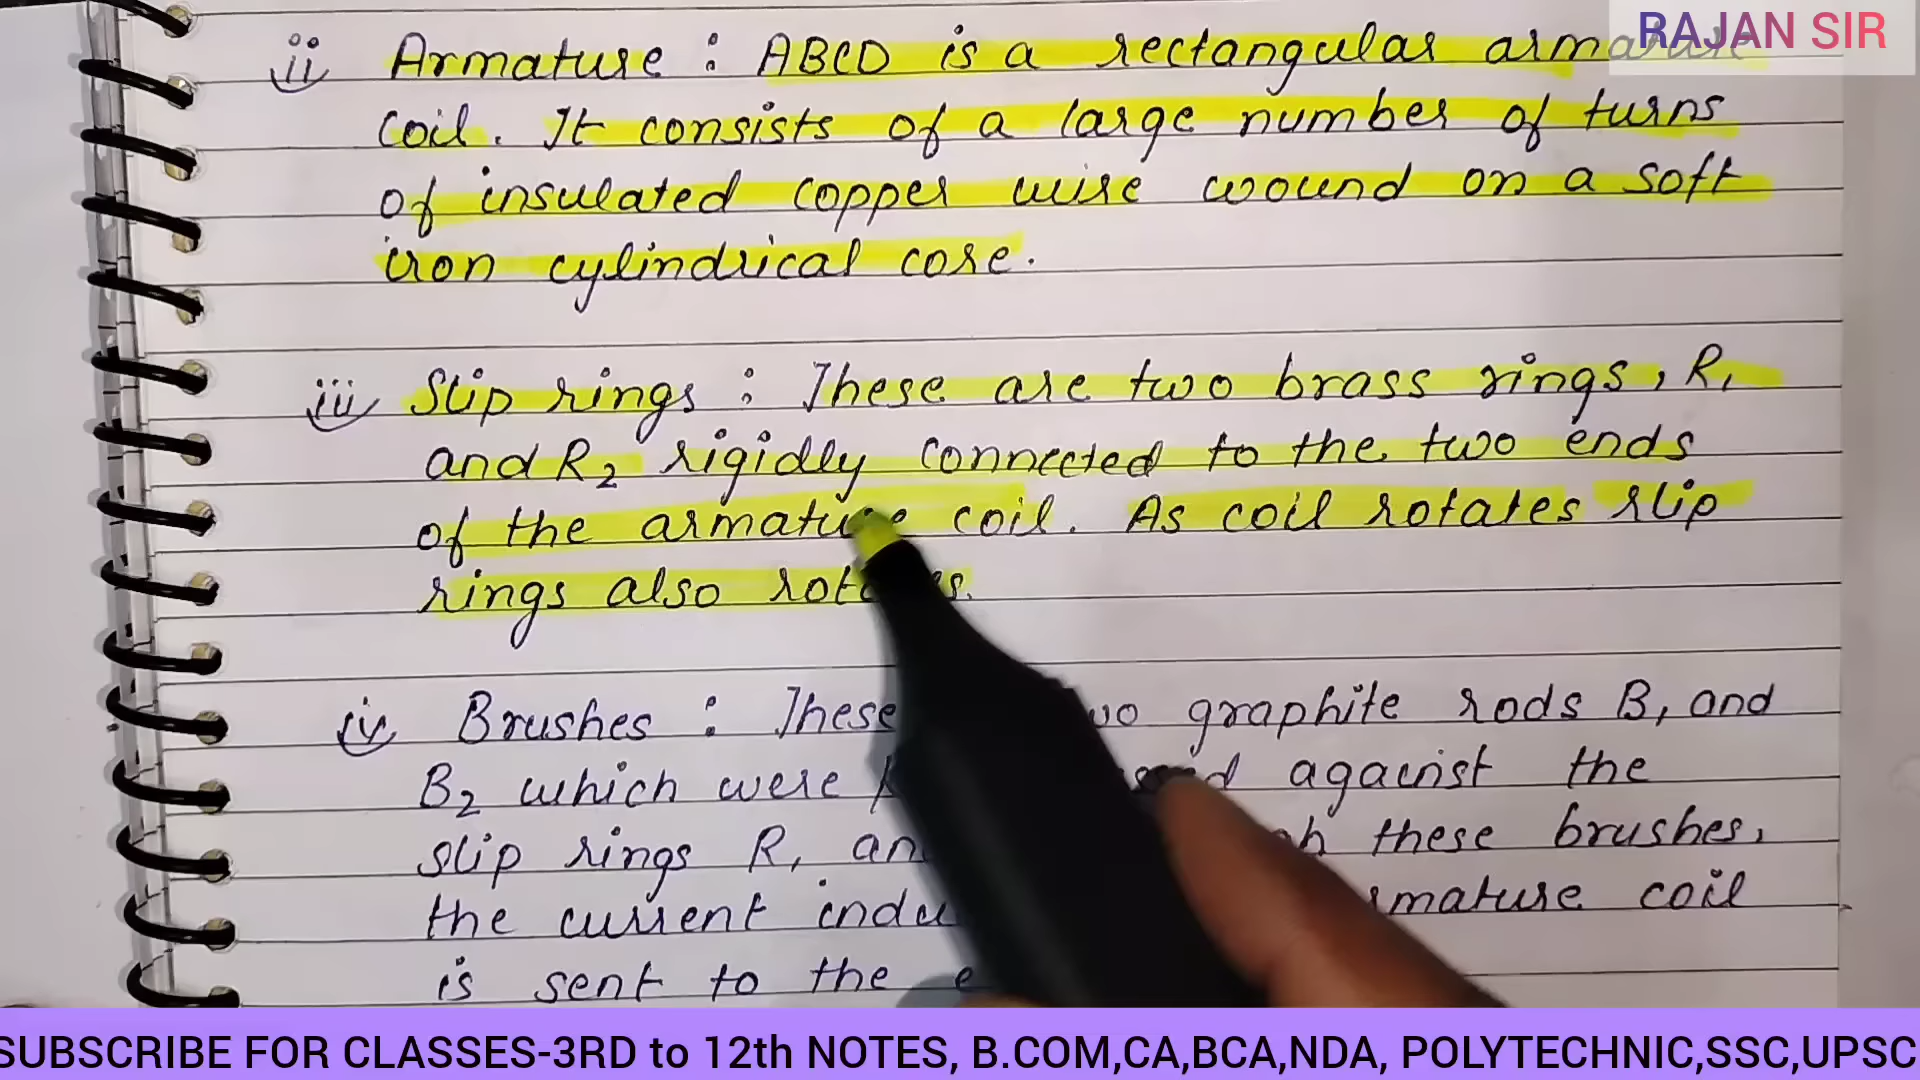 RAJAN SIR
ii Armature : ABCD is a rectangular armature
coil. It consists of a large number of turns
of insulated copper wire wound on a soft
iron cylindrical core.
iii Slip rings : These are two brass rings, R1
and R2 rigidly connected to the two ends
of the armature coil. As coil rotates slip
rings also rotates.
iv Brushes : These two graphite rods B1 and
B2 which were against the
slip rings R1 these brushes,
the current armature coil
is sent to the
SUBSCRIBE FOR CLASSES-3RD to 12th NOTES, B.COM,CA,BCA,NDA, POLYTECHNIC,SSC,UPSC